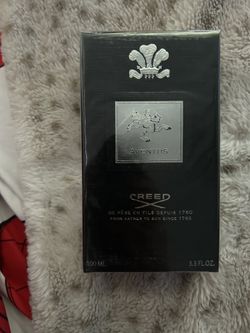 AVENTUS
CREED
DE PÈRE EN FILS DEPUIS 1760
FROM FATHER TO SON SINCE 1760
100 ML
3.3 FL.OZ.